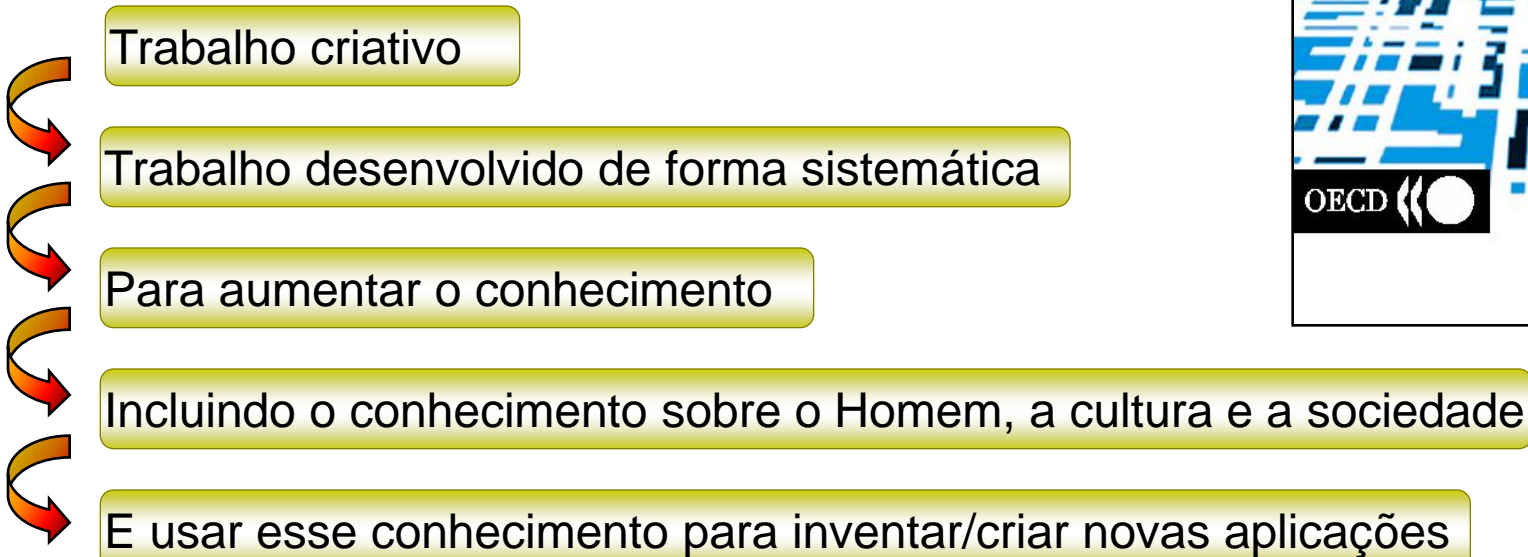 Trabalho criativo
Trabalho desenvolvido de forma sistemática
OECD
Para aumentar o conhecimento
Incluindo o conhecimento sobre o Homem, a cultura e a sociedade
E usar esse conhecimento para inventar/criar novas aplicações